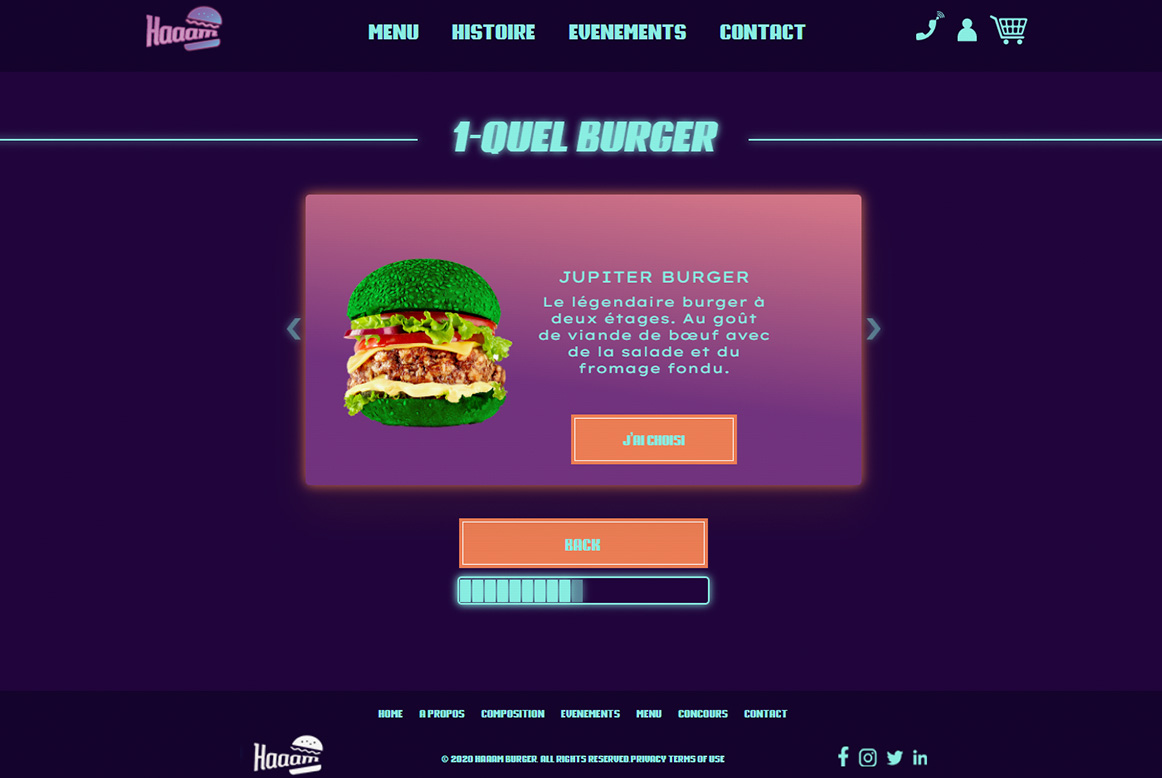 Haaam
MENU HISTOIRE EVENEMENTS CONTACT
1-QUEL BURGER
JUPITER BURGER
Le légendaire burger à
deux étages. Au goût
de viande de bœuf avec
de la salade et du
fromage fondu.
J'AI CHOISI
BACK
HOME A PROPOS COMPOSITION EVENEMENTS MENU CONCOURS CONTACT
Haaam
© 2020 HAAAM BURGER. ALL RIGHTS RESERVED.PRIVACY TERMS OF USE